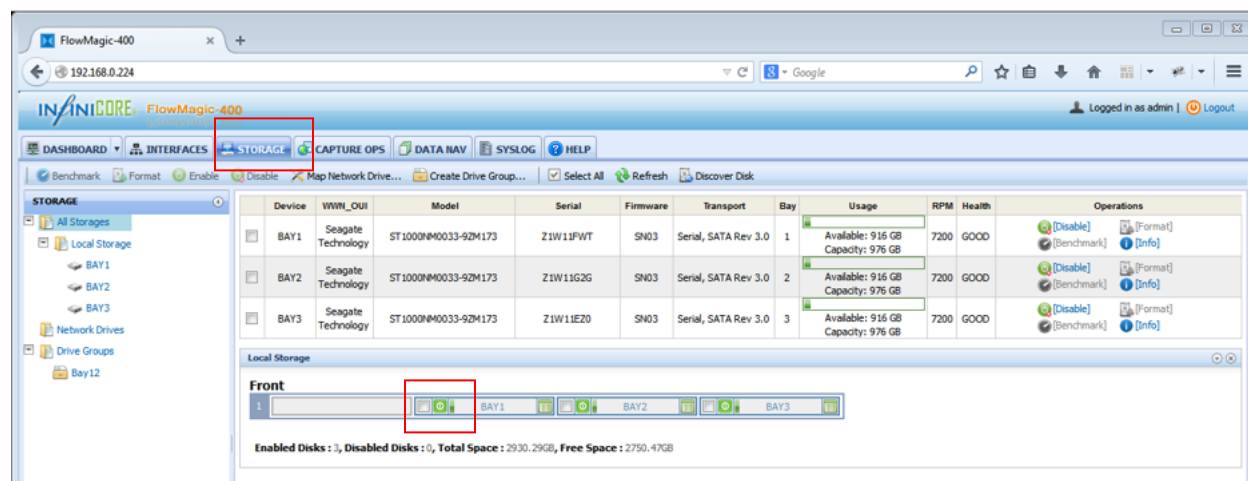 FlowMagic-400
192.168.0.224
Google
INFINICORE FlowMagic-400
Logged in as admin | Logout
DASHBOARD INTERFACES STORAGE CAPTURE OPS DATA NAV SYSLOG HELP
Benchmark Format Enable Disable Map Network Drive... Create Drive Group... Select All Refresh Discover Disk
STORAGE
All Storages
Local Storage
BAY1
BAY2
BAY3
Network Drives
Drive Groups
Bay12
Device WWN_OUI Model Serial Firmware Transport Bay Usage RPM Health Operations
BAY1 Seagate Technology ST1000NM0033-9ZM173 Z1W11FWT SN03 Serial, SATA Rev 3.0 1 Available: 916 GB Capacity: 976 GB 7200 GOOD [Disable] [Format] [Benchmark] [Info]
BAY2 Seagate Technology ST1000NM0033-9ZM173 Z1W11G2G SN03 Serial, SATA Rev 3.0 2 Available: 916 GB Capacity: 976 GB 7200 GOOD [Disable] [Format] [Benchmark] [Info]
BAY3 Seagate Technology ST1000NM0033-9ZM173 Z1W11EZ0 SN03 Serial, SATA Rev 3.0 3 Available: 916 GB Capacity: 976 GB 7200 GOOD [Disable] [Format] [Benchmark] [Info]
Local Storage
Front
1 BAY1 BAY2 BAY3
Enabled Disks : 3, Disabled Disks : 0, Total Space : 2930.29GB, Free Space : 2750.47GB